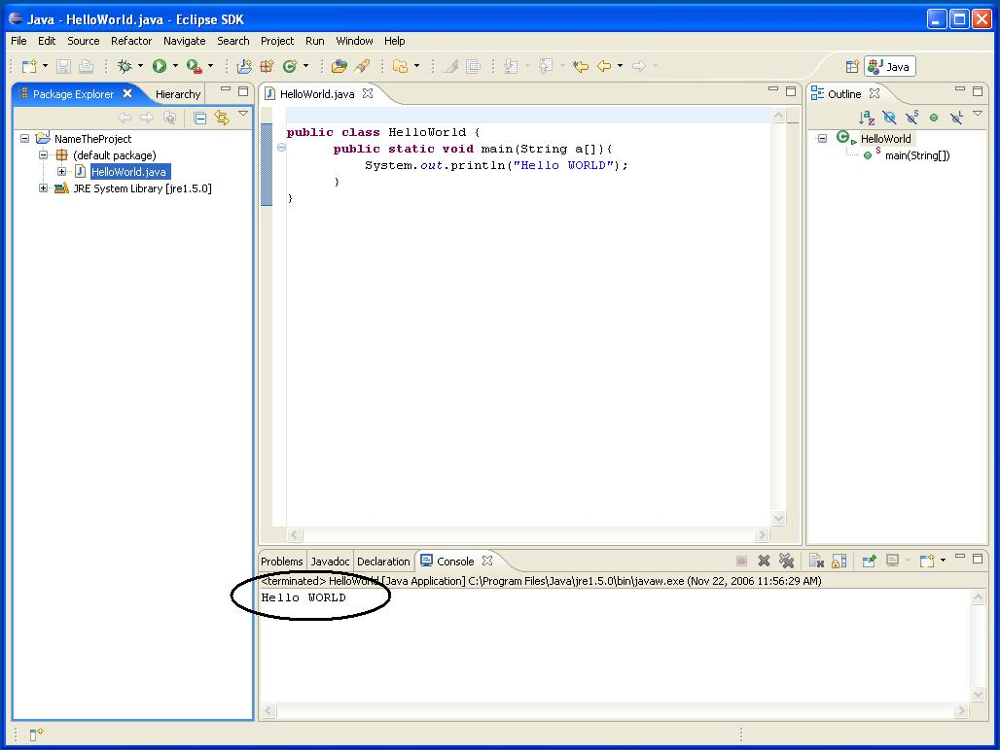 Java - HelloWorld.java - Eclipse SDK
File Edit Source Refactor Navigate Search Project Run Window Help
Java
Package Explorer Hierarchy
NameTheProject
(default package)
HelloWorld.java
JRE System Library [jre1.5.0]
HelloWorld.java
public class HelloWorld {
public static void main(String a[]){
System.out.println("Hello WORLD");
}
}
Outline
HelloWorld
main(String[])
Problems Javadoc Declaration Console
<terminated> HelloWorld [Java Application] C:\Program Files\Java\jre1.5.0\bin\javaw.exe (Nov 22, 2006 11:56:29 AM)
Hello WORLD